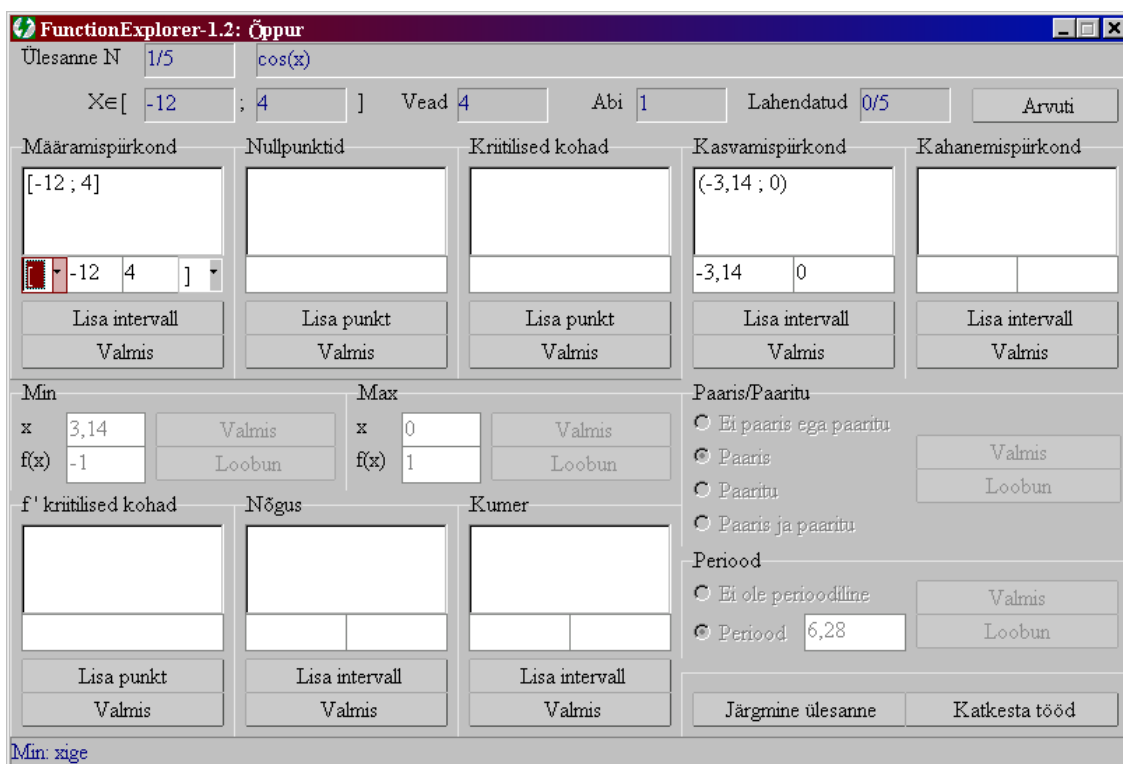 FunctionExplorer-1.2: Õppur
Ülesanne N 1/5 cos(x)
X∈[ -12 ; 4 ] Vead 4 Abi 1 Lahendatud 0/5 Arvuti
Määramispiirkond Nullpunktid Kriitilised kohad Kasvamispiirkond Kahanemispiirkond
[-12 ; 4] (-3,14 ; 0)
[ -12 4 ] -3,14 0
Lisa intervall Lisa punkt Lisa punkt Lisa intervall Lisa intervall
Valmis Valmis Valmis Valmis Valmis
Min Max Paaris/Paaritu
x 3,14 Valmis x 0 Valmis Ei paaris ega paaritu
f(x) -1 Loobun f(x) 1 Loobun Paaris Valmis
Paaritu Loobun
f ' kriitilised kohad Nõgus Kumer Paaris ja paaritu
Periood
Ei ole perioodiline Valmis
Periood 6,28 Loobun
Lisa punkt Lisa intervall Lisa intervall
Valmis Valmis Valmis Järgmine ülesanne Katkesta tööd
Min: xige